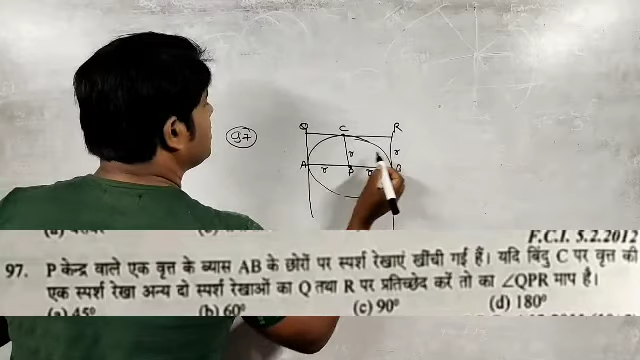 97
Q C R
r r
A r P r B
F.C.I. 5.2.2012
97. P केन्द्र वाले एक वृत्त के व्यास AB के छोरों पर स्पर्श रेखाएं खींची गई हैं। यदि बिंदु C पर वृत्त की
एक स्पर्श रेखा अन्य दो स्पर्श रेखाओं का Q तथा R पर प्रतिच्छेद करें तो का ∠QPR माप है।
(a) 45° (b) 60° (c) 90° (d) 180°